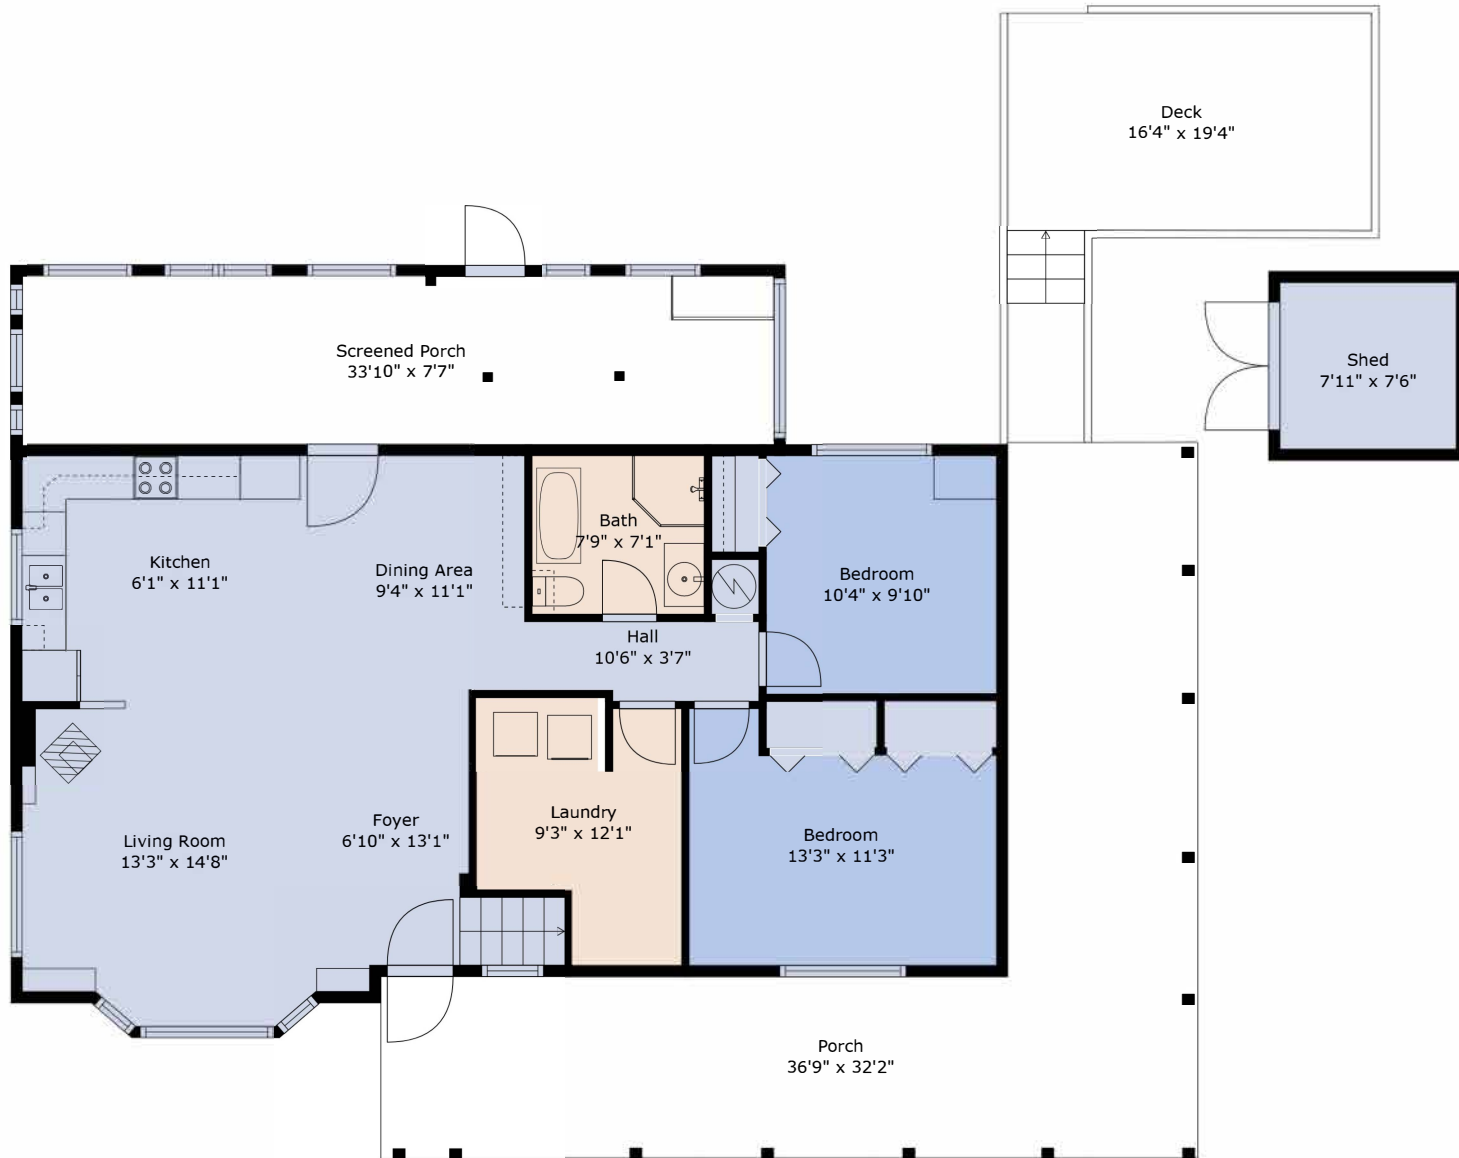 Deck
16'4" x 19'4"
Screened Porch
33'10" x 7'7"
Shed
7'11" x 7'6"
Bath
7'9" x 7'1"
Kitchen
6'1" x 11'1"
Dining Area
9'4" x 11'1"
Bedroom
10'4" x 9'10"
Hall
10'6" x 3'7"
Living Room
13'3" x 14'8"
Foyer
6'10" x 13'1"
Laundry
9'3" x 12'1"
Bedroom
13'3" x 11'3"
Porch
36'9" x 32'2"